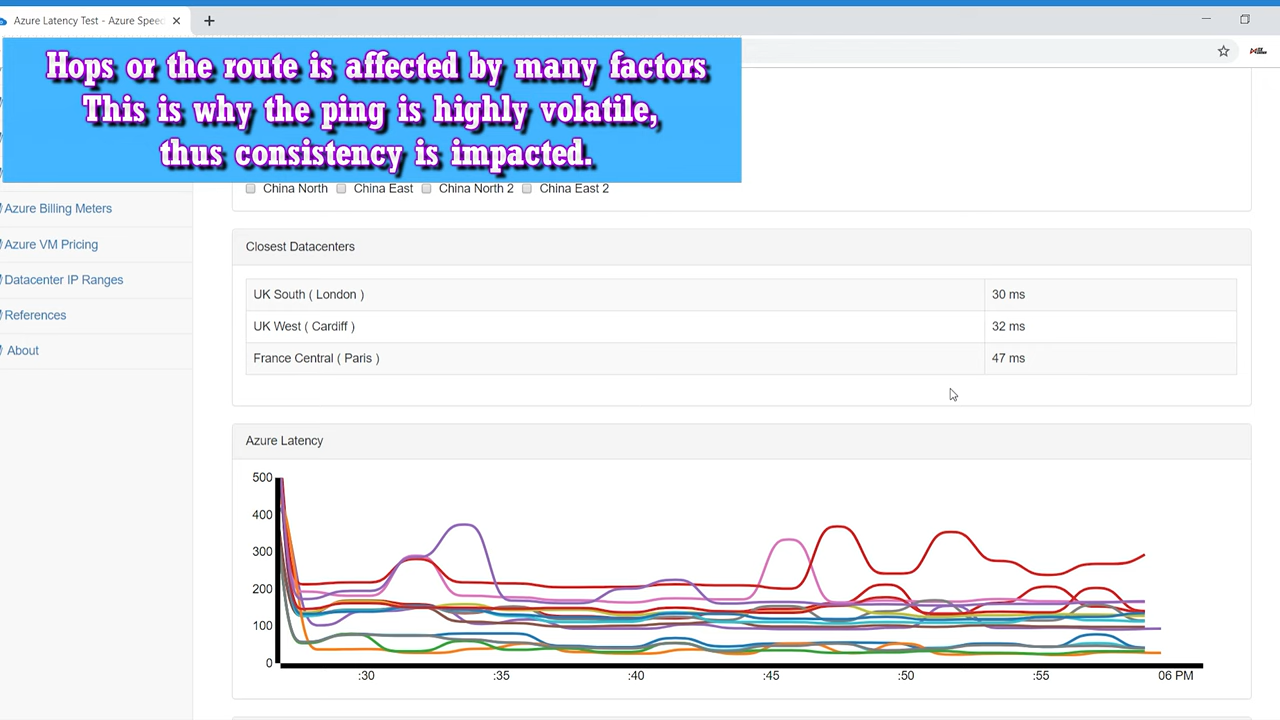 Azure Latency Test - Azure Speed
Hops or the route is affected by many factors
This is why the ping is highly volatile,
thus consistency is impacted.
China North China East China North 2 China East 2
Azure Billing Meters
Azure VM Pricing
Datacenter IP Ranges
References
About
Closest Datacenters
UK South ( London ) 30 ms
UK West ( Cardiff ) 32 ms
France Central ( Paris ) 47 ms
Azure Latency
500
400
300
200
100
0
:30 :35 :40 :45 :50 :55 06 PM